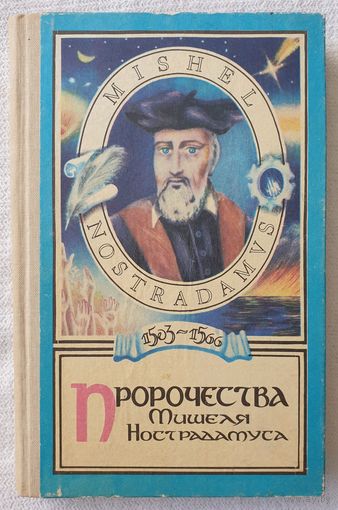 MISHEL
NOSTRADAMVS
1503~1566
ПРОРОЧЕСТВА
Мишеля
Нострадамуса